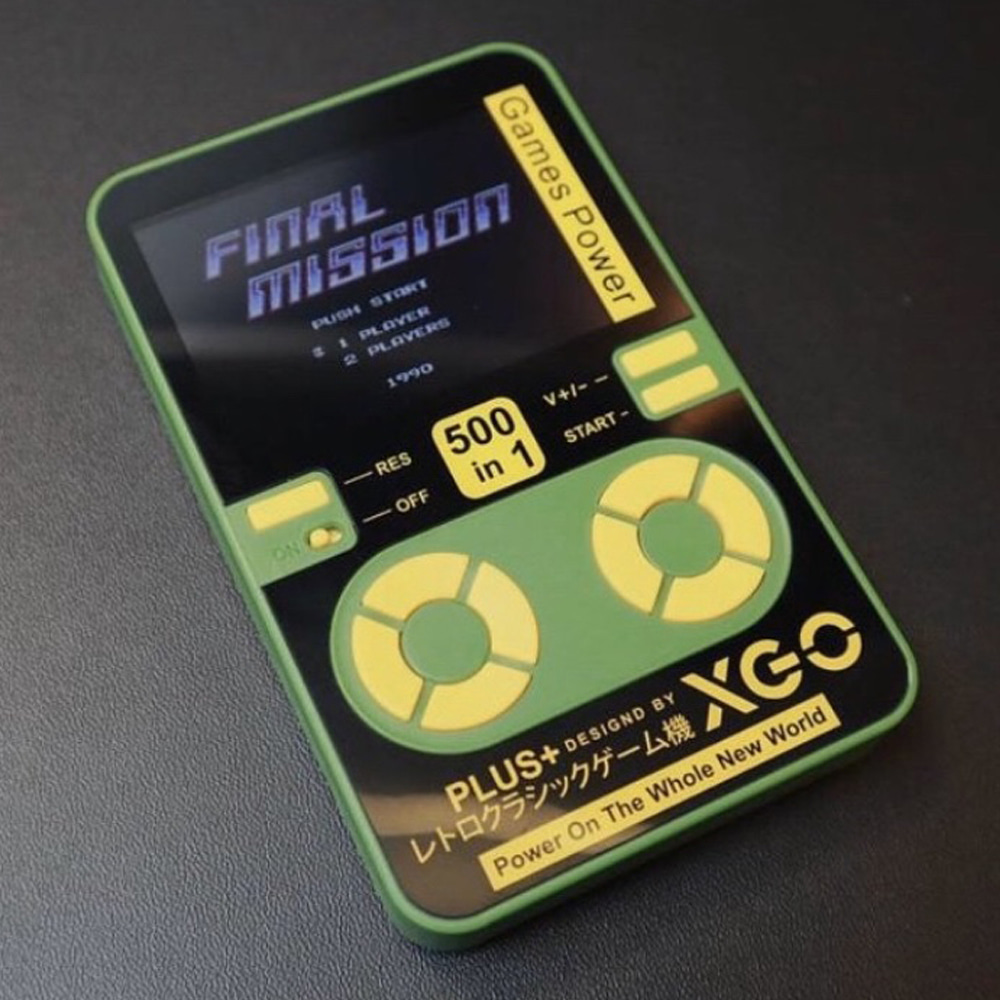 Games Power
FINAL
MISSION
PUSH START
1 PLAYER
2 PLAYERS
1990
V+/-
START
500
in 1
RES
OFF
ON
PLUS+ DESIGND BY XGO
レトロクラシックゲーム機
Power On The Whole New World